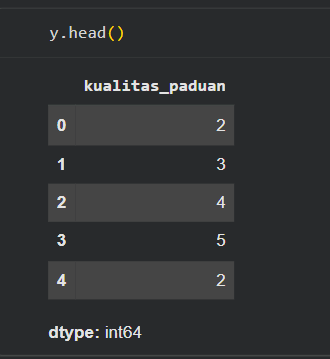 y.head()
kualitas_paduan
0 2
1 3
2 4
3 5
4 2
dtype: int64